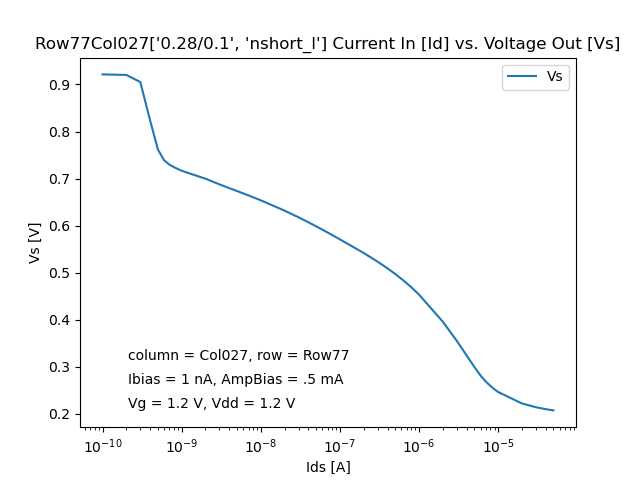 Row77Col027['0.28/0.1', 'nshort_l'] Current In [Id] vs. Voltage Out [Vs]
Vs
0.9
0.8
0.7
0.6
0.5
0.4
0.3
0.2
Vs [V]
column = Col027, row = Row77
Ibias = 1 nA, AmpBias = .5 mA
Vg = 1.2 V, Vdd = 1.2 V
10⁻¹⁰ 10⁻⁹ 10⁻⁸ 10⁻⁷ 10⁻⁶ 10⁻⁵
Ids [A]